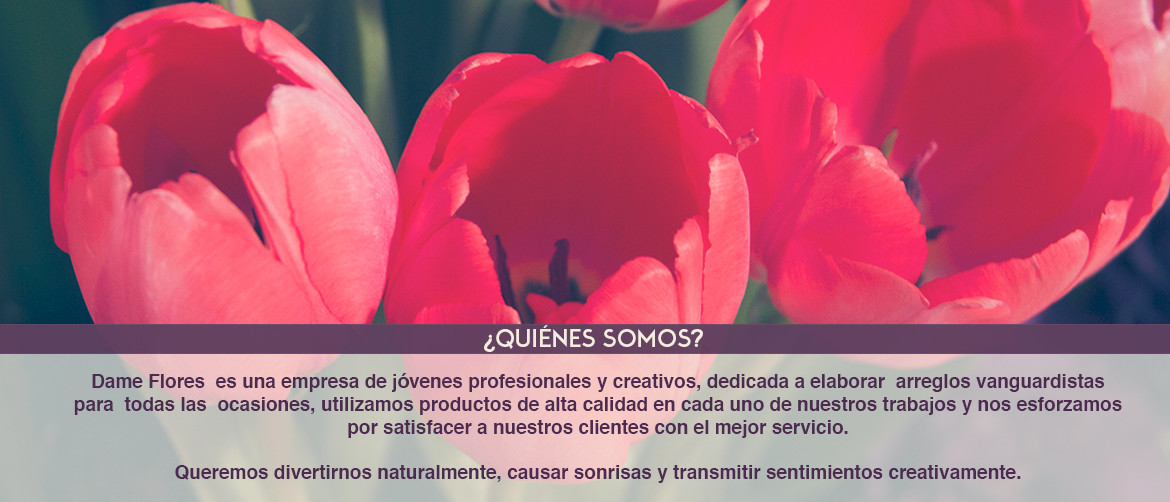 ¿QUIÉNES SOMOS?
Dame Flores  es una empresa de jóvenes profesionales y creativos, dedicada a elaborar  arreglos vanguardistas
para  todas las  ocasiones, utilizamos productos de alta calidad en cada uno de nuestros trabajos y nos esforzamos
por satisfacer a nuestros clientes con el mejor servicio.
Queremos divertirnos naturalmente, causar sonrisas y transmitir sentimientos creativamente.